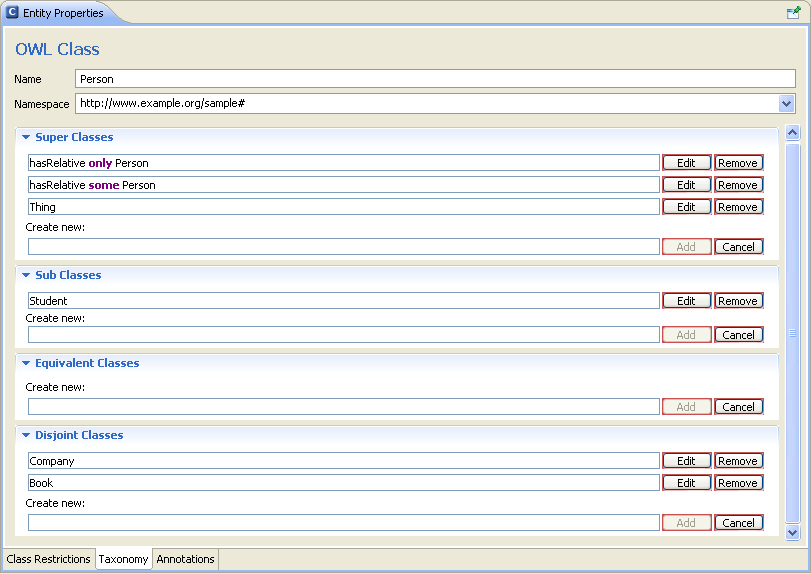 Entity Properties
OWL Class
Name Person
Namespace http://www.example.org/sample#
Super Classes
hasRelative only Person Edit Remove
hasRelative some Person Edit Remove
Thing Edit Remove
Create new:
Add Cancel
Sub Classes
Student Edit Remove
Create new:
Add Cancel
Equivalent Classes
Create new:
Add Cancel
Disjoint Classes
Company Edit Remove
Book Edit Remove
Create new:
Add Cancel
Class Restrictions Taxonomy Annotations